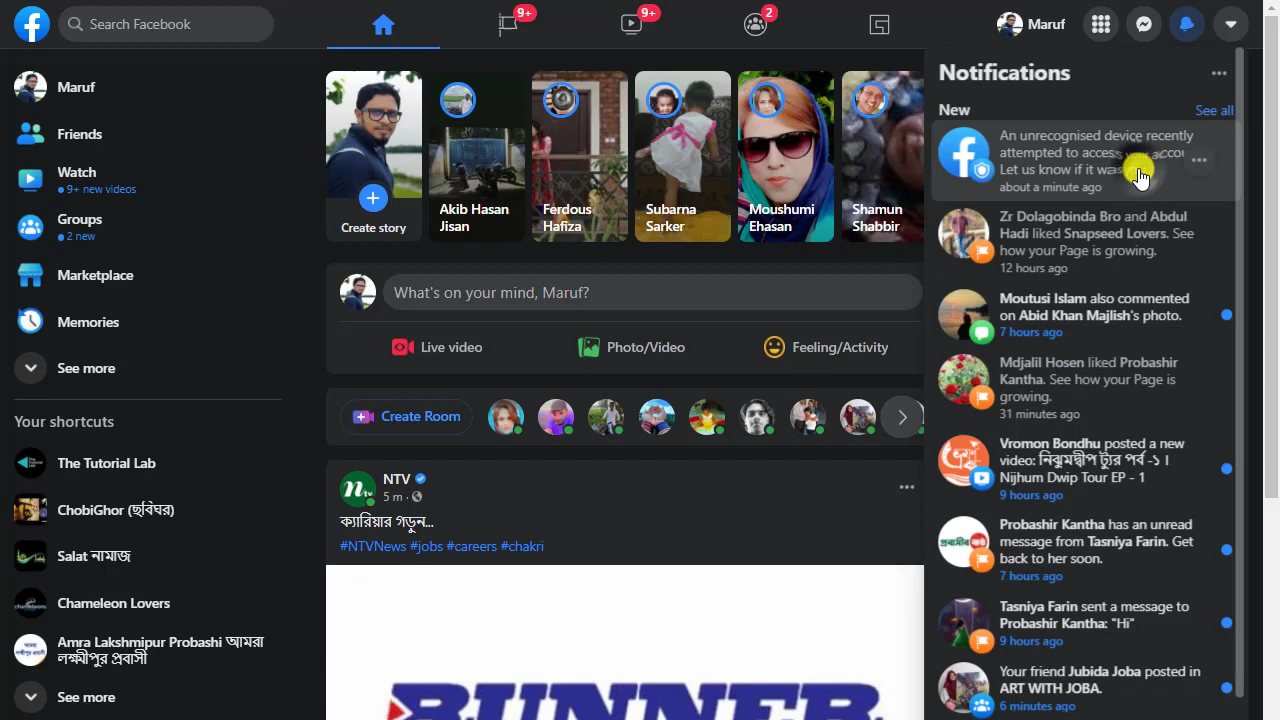 Search Facebook
9+
9+
2
Maruf
Maruf
Friends
Watch
9+ new videos
Groups
2 new
Marketplace
Memories
See more
Your shortcuts
The Tutorial Lab
ChobiGhor (ছবিঘর)
Salat নামাজ
Chameleon Lovers
Amra Lakshmipur Probashi আমরা
লক্ষ্মীপুর প্রবাসী
See more
Create story
Akib Hasan
Jisan
Ferdous
Hafiza
Subarna
Sarker
Moushumi
Ehasan
Shamun
Shabbir
What's on your mind, Maruf?
Live video
Photo/Video
Feeling/Activity
Create Room
NTV
5 m
ক্যারিয়ার গড়ুন...
#NTVNews #jobs #careers #chakri
RUNNER
Notifications
New
See all
An unrecognised device recently
attempted to access your
Let us know if it was
about a minute ago
Zr Dolagobinda Bro and Abdul
Hadi liked Snapseed Lovers. See
how your Page is growing.
12 hours ago
Moutusi Islam also commented
on Abid Khan Majlish's photo.
7 hours ago
Mdjalil Hosen liked Probashir
Kantha. See how your Page is
growing.
31 minutes ago
Vromon Bondhu posted a new
video: নিঝুমদ্বীপ ট্যুর পর্ব -১ ।
Nijhum Dwip Tour EP - 1
9 hours ago
Probashir Kantha has an unread
message from Tasniya Farin. Get
back to her soon.
7 hours ago
Tasniya Farin sent a message to
Probashir Kantha: "Hi"
9 hours ago
Your friend Jubida Joba posted in
ART WITH JOBA.
6 minutes ago